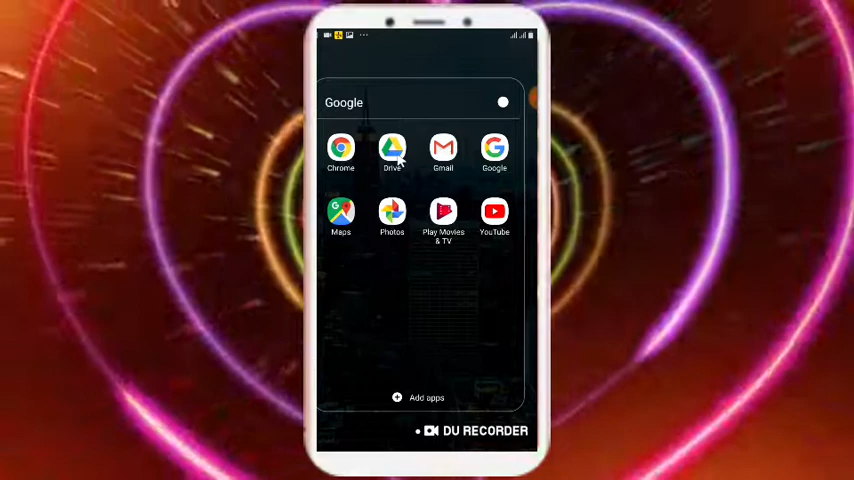 Google
Chrome
Drive
Gmail
Google
Maps
Photos
Play Movies
& TV
YouTube
Add apps
DU RECORDER